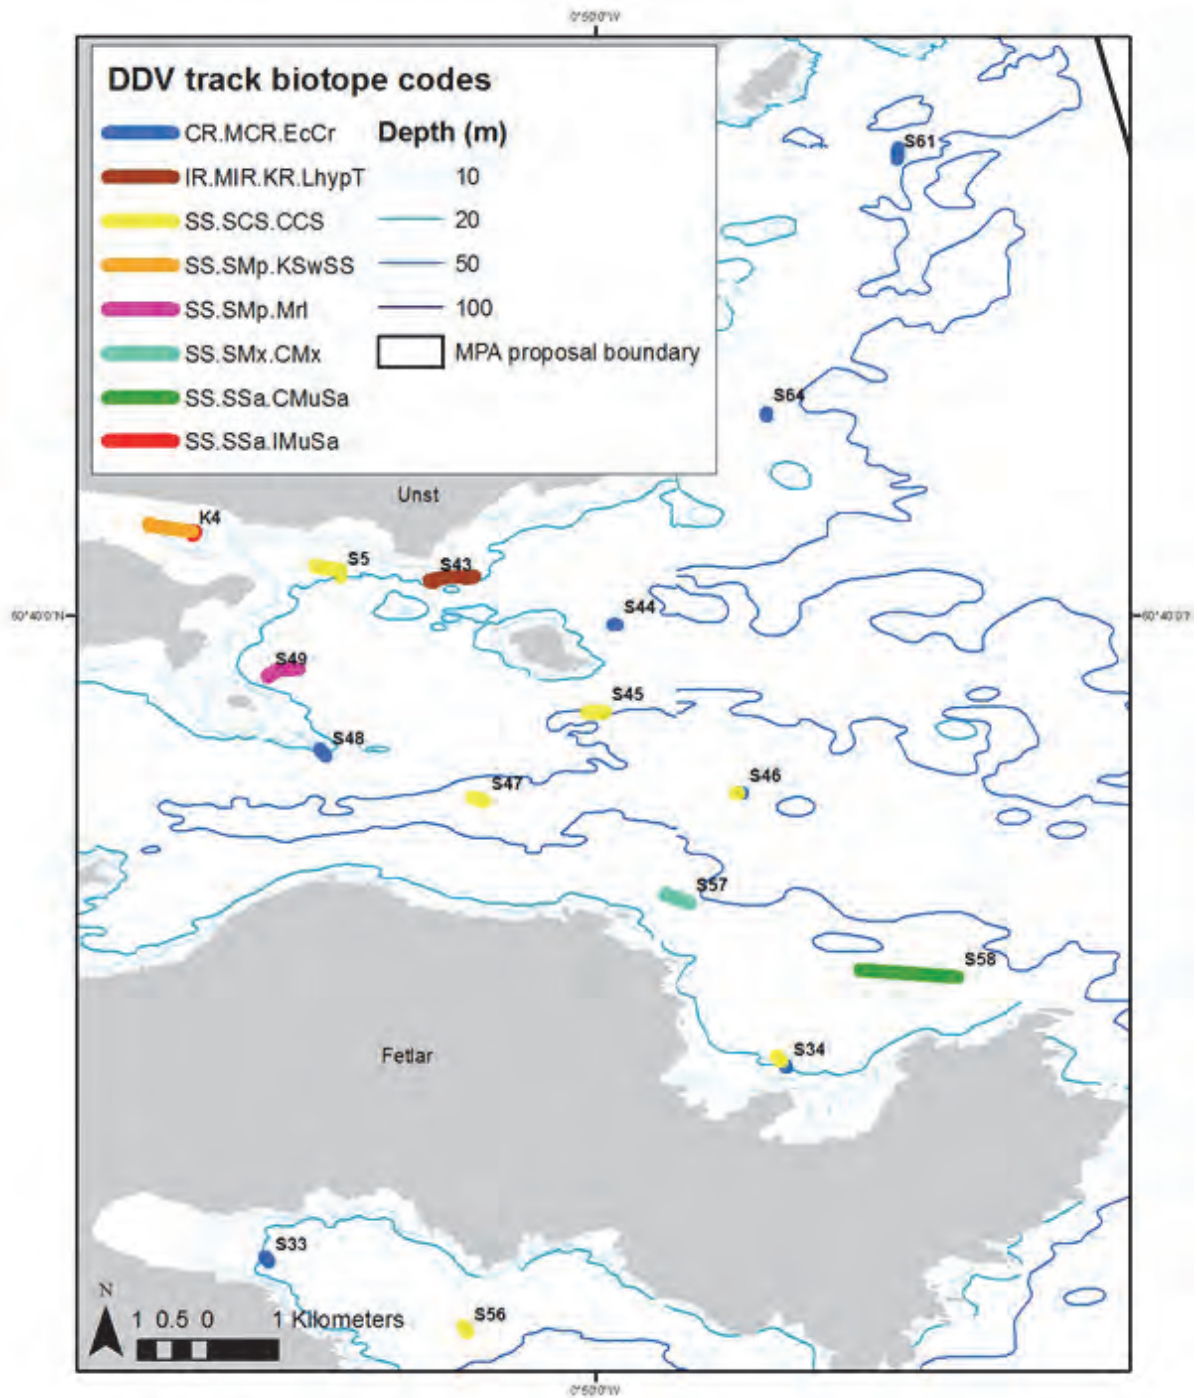 0°50'0"W
DDV track biotope codes
CR.MCR.EcCr
IR.MIR.KR.LhypT
SS.SCS.CCS
SS.SMp.KSwSS
SS.SMp.Mrl
SS.SMx.CMx
SS.SSa.CMuSa
SS.SSa.IMuSa
Depth (m)
10
20
50
100
MPA proposal boundary
S61
S64
Unst
K4
S5
S43
S44
60°40'0"N
60°40'0"N
S49
S45
S48
S46
S47
S57
S58
S34
Fetlar
S33
S56
N
1 0.5 0 1 Kilometers
0°50'0"W